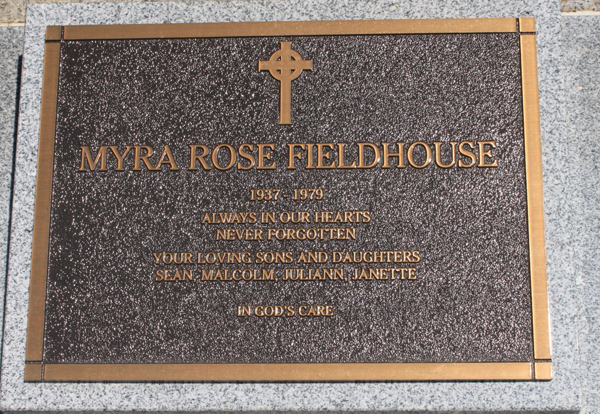 MYRA ROSE FIELDHOUSE
1937 - 1979
ALWAYS IN OUR HEARTS
NEVER FORGOTTEN
YOUR LOVING SONS AND DAUGHTERS
SEAN, MALCOLM, JULIANN, JANETTE
IN GOD'S CARE